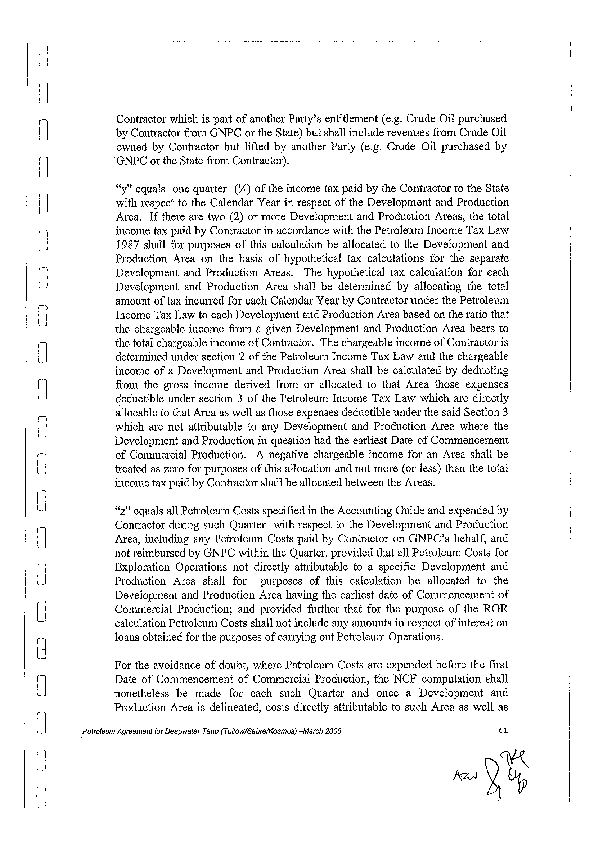 Contractor which is part of another Party's entitlement (e.g. Crude Oil purchased
by Contractor from GNPC or the State) but shall include revenues from Crude Oil
owned by Contractor but lifted by another Party (e.g. Crude Oil purchased by
GNPC or the State from Contractor).
"y" equals one quarter (¼) of the income tax paid by the Contractor to the State
with respect to the Calendar Year in respect of the Development and Production
Area. If there are two (2) or more Development and Production Areas, the total
income tax paid by Contractor in accordance with the Petroleum Income Tax Law
1987 shall for purposes of this calculation be allocated to the Development and
Production Area on the basis of hypothetical tax calculations for the separate
Development and Production Areas. The hypothetical tax calculation for each
Development and Production Area shall be determined by allocating the total
amount of tax incurred for each Calendar Year by Contractor under the Petroleum
Income Tax Law to each Development and Production Area based on the ratio that
the chargeable income from a given Development and Production Area bears to
the total chargeable income of Contractor. The chargeable income of Contractor is
determined under section 2 of the Petroleum Income Tax Law and the chargeable
income of a Development and Production Area shall be calculated by deducting
from the gross income derived from or allocated to that Area those expenses
deductible under section 3 of the Petroleum Income Tax Law which are directly
allocable to that Area as well as those expenses deductible under the said Section 3
which are not attributable to any Development and Production Area where the
Development and Production in question had the earliest Date of Commencement
of Commercial Production. A negative chargeable income for an Area shall be
treated as zero for purposes of this allocation and not more (or less) than the total
income tax paid by Contractor shall be allocated between the Areas.
"z" equals all Petroleum Costs specified in the Accounting Guide and expended by
Contractor during such Quarter with respect to the Development and Production
Area, including any Petroleum Costs paid by Contractor on GNPC's behalf, and
not reimbursed by GNPC within the Quarter, provided that all Petroleum Costs for
Exploration Operations not directly attributable to a specific Development and
Production Area shall for purposes of this calculation be allocated to the
Development and Production Area having the earliest date of Commencement of
Commercial Production; and provided further that for the purpose of the ROR
calculation Petroleum Costs shall not include any amounts in respect of interest on
loans obtained for the purposes of carrying out Petroleum Operations.
For the avoidance of doubt, where Petroleum Costs are expended before the first
Date of Commencement of Commercial Production, the NCF computation shall
nonetheless be made for each such Quarter and once a Development and
Production Area is delineated, costs directly attributable to such Area as well as
Petroleum Agreement for Deepwater Tano (Tullow/Sabre/Kosmos) –March 2006